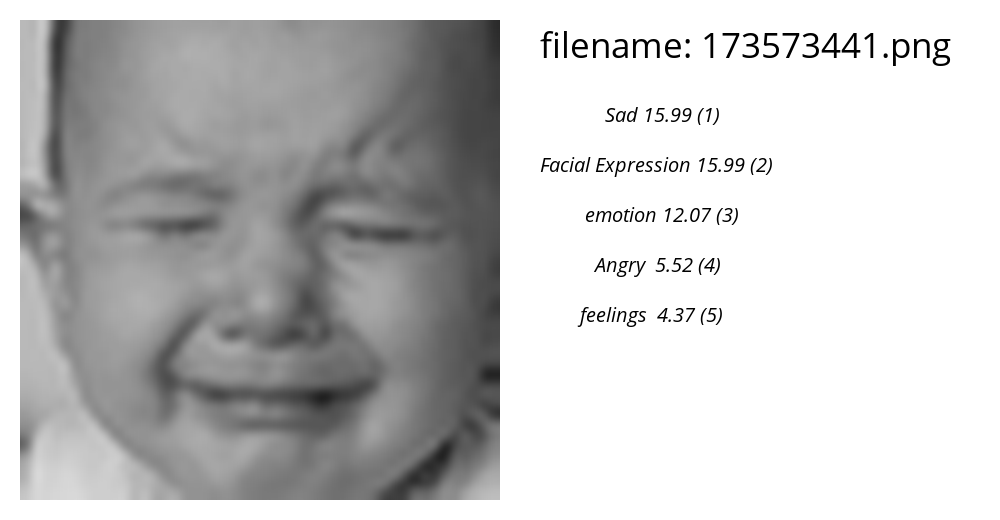 filename: 173573441.png
Sad 15.99 (1)
Facial Expression 15.99 (2)
emotion 12.07 (3)
Angry 5.52 (4)
feelings 4.37 (5)